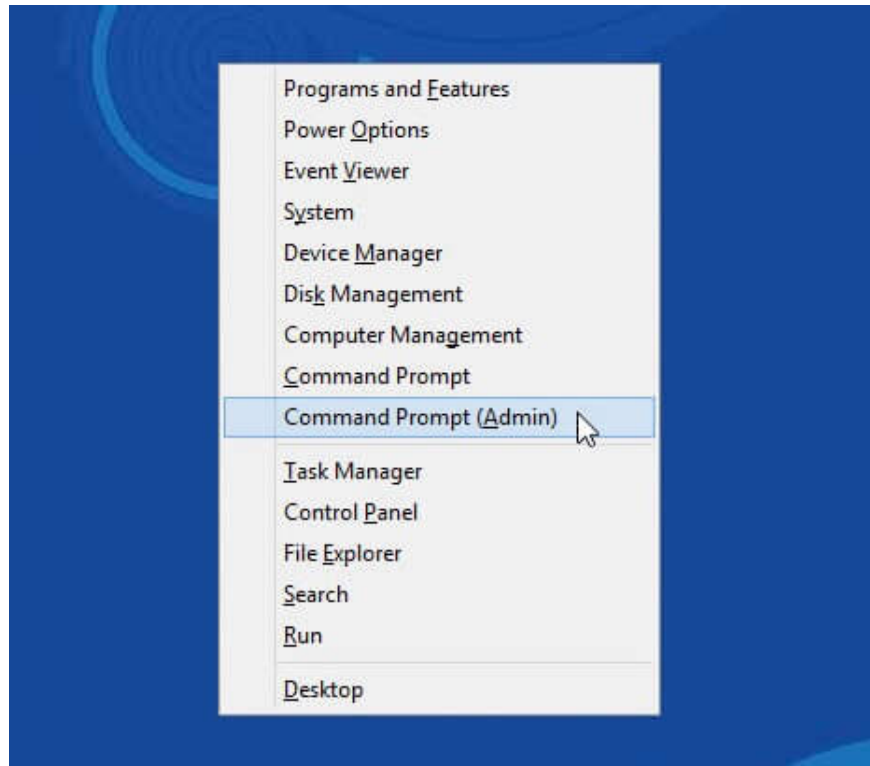 Programs and Features
Power Options
Event Viewer
System
Device Manager
Disk Management
Computer Management
Command Prompt
Command Prompt (Admin)
Task Manager
Control Panel
File Explorer
Search
Run
Desktop